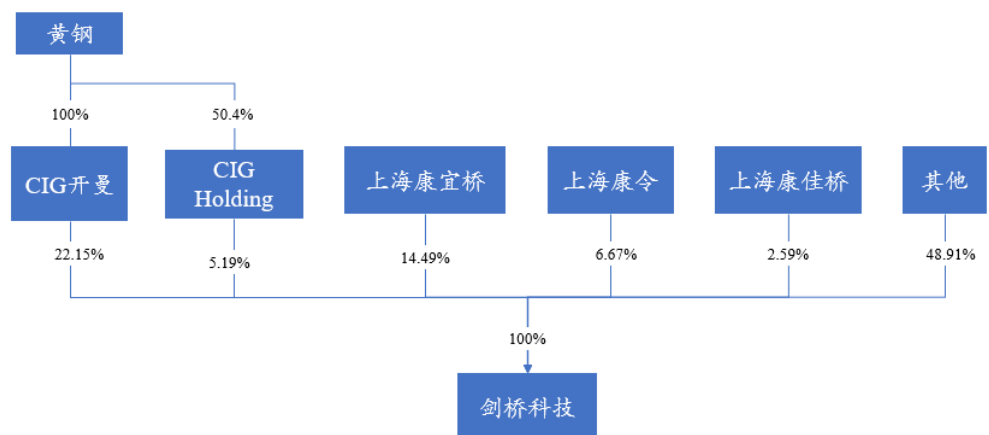 黄钢
100%
50.4%
CIG开曼
CIG
Holding
上海康宜桥
上海康令
上海康佳桥
其他
22.15%
5.19%
14.49%
6.67%
2.59%
48.91%
100%
剑桥科技